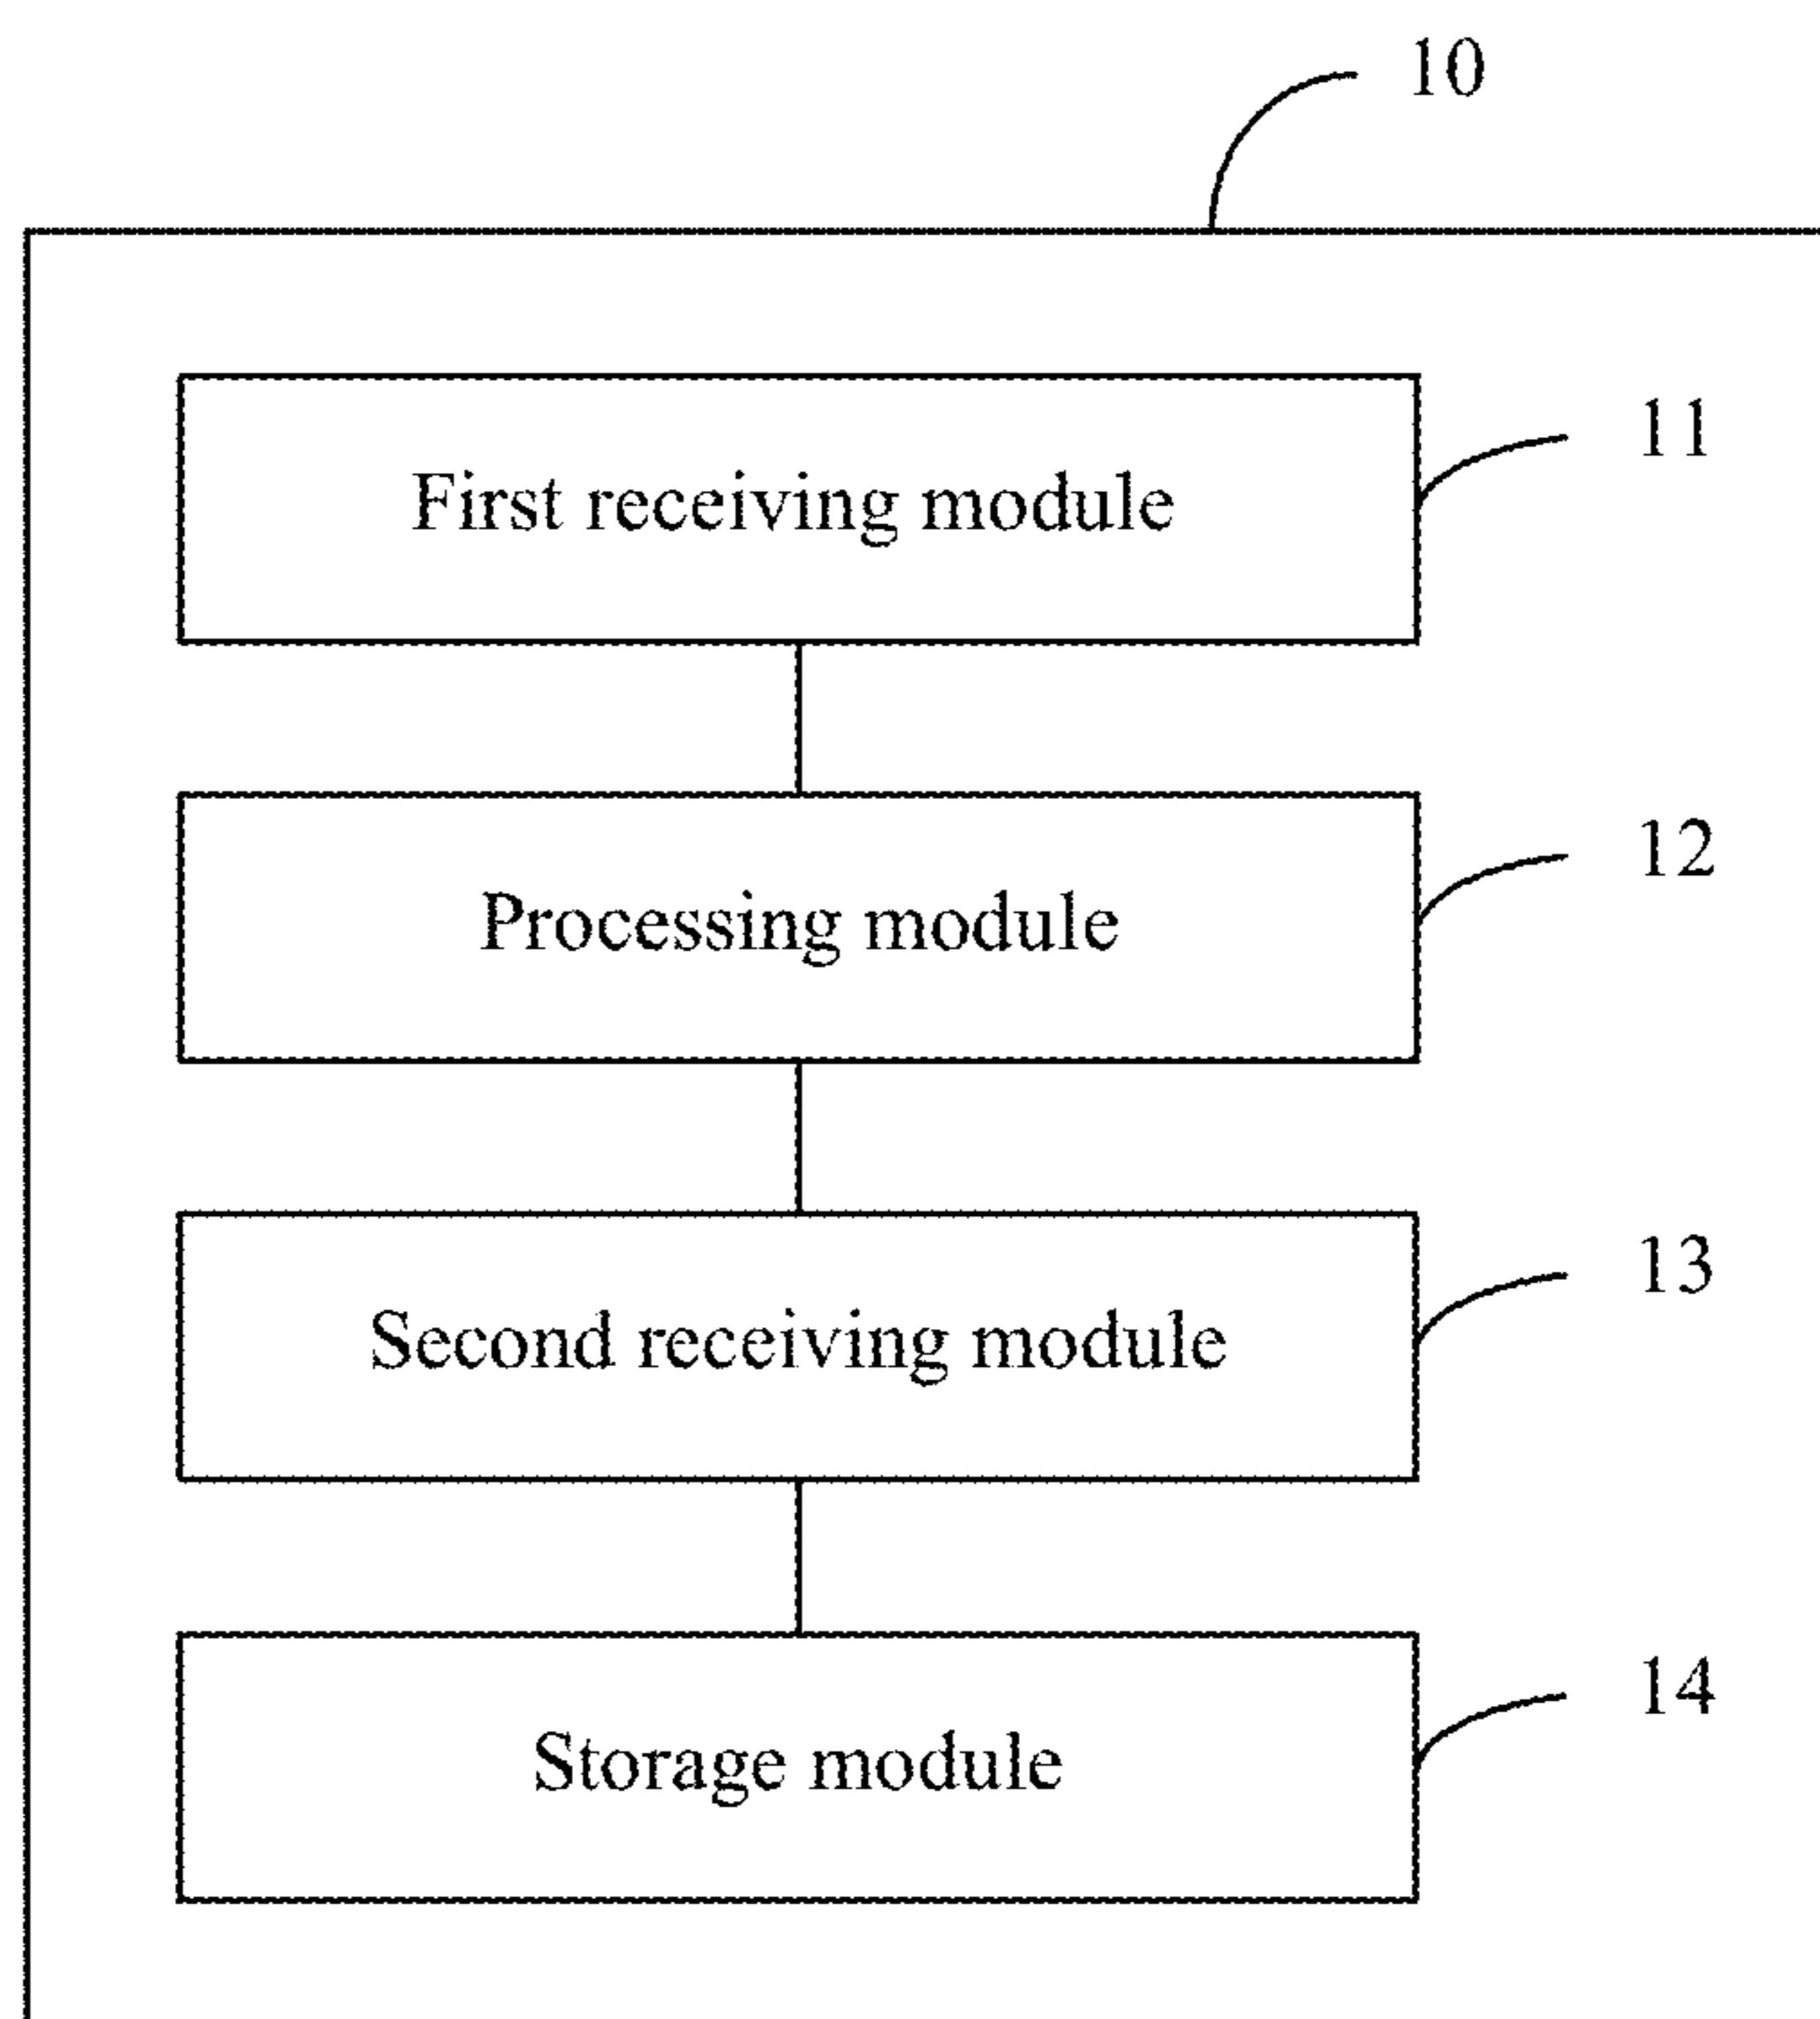 10
First receiving module
11
Processing module
12
Second receiving module
13
Storage module
14